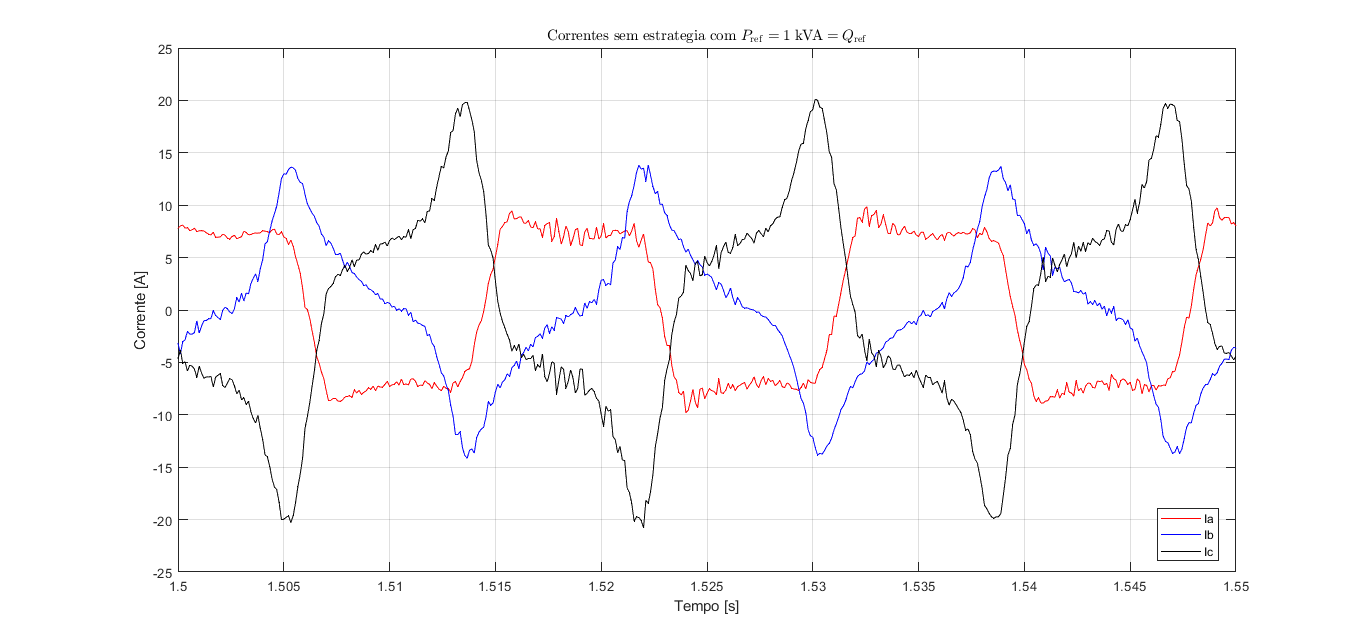 Correntes sem estrategia com P_ref = 1 kVA = Q_ref
25
20
15
10
5
0
-5
-10
-15
-20
-25
Corrente [A]
Ia
Ib
Ic
1.5 1.505 1.51 1.515 1.52 1.525 1.53 1.535 1.54 1.545 1.55
Tempo [s]